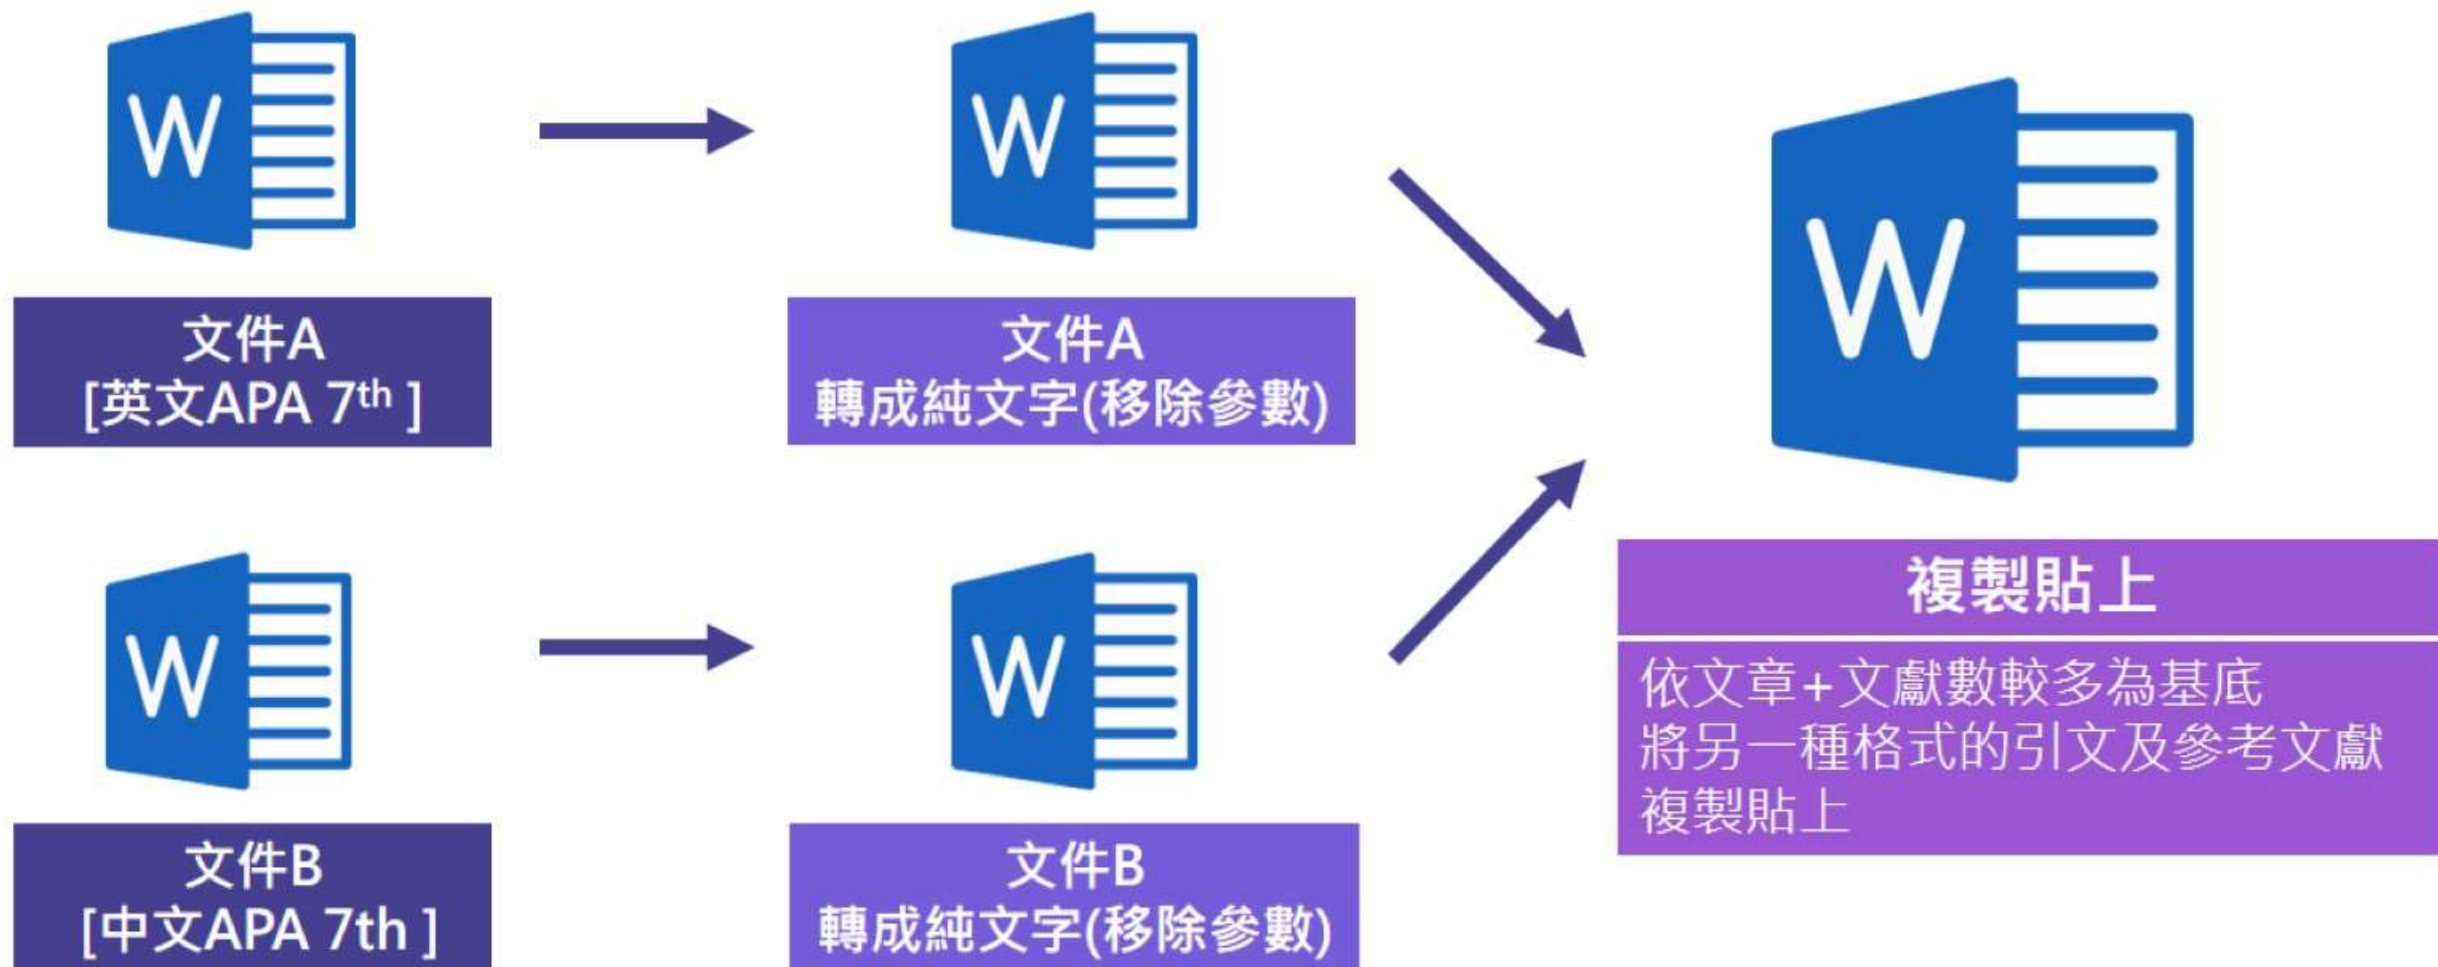 文件A
[英文APA 7th ]
文件A
轉成純文字(移除參數)
文件B
[中文APA 7th ]
文件B
轉成純文字(移除參數)
複製貼上
依文章+文獻數較多為基底
將另一種格式的引文及參考文獻
複製貼上